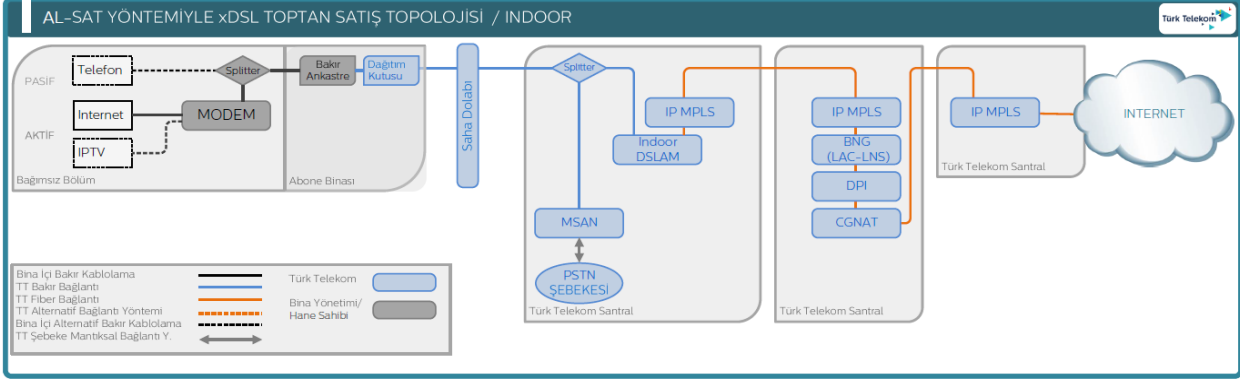 AL-SAT YÖNTEMİYLE xDSL TOPTAN SATIŞ TOPOLOJİSİ / INDOOR
Türk Telekom
PASİF
Telefon
Splitter
Bakır
Ankastre
Dağıtım
Kutusu
AKTİF
Internet
MODEM
IPTV
Bağımsız Bölüm
Abone Binası
Saha Dolabı
Splitter
IP MPLS
Indoor
DSLAM
MSAN
PSTN
ŞEBEKESİ
Türk Telekom Santral
IP MPLS
BNG
(LAC-LNS)
DPI
CGNAT
Türk Telekom Santral
IP MPLS
Türk Telekom Santral
INTERNET
Bina İçi Bakır Kablolama
TT Bakır Bağlantı
TT Fiber Bağlantı
TT Alternatif Bağlantı Yöntemi
Bina İçi Alternatif Bakır Kablolama
TT Şebeke Mantıksal Bağlantı Y.
Türk Telekom
Bina Yönetimi/
Hane Sahibi